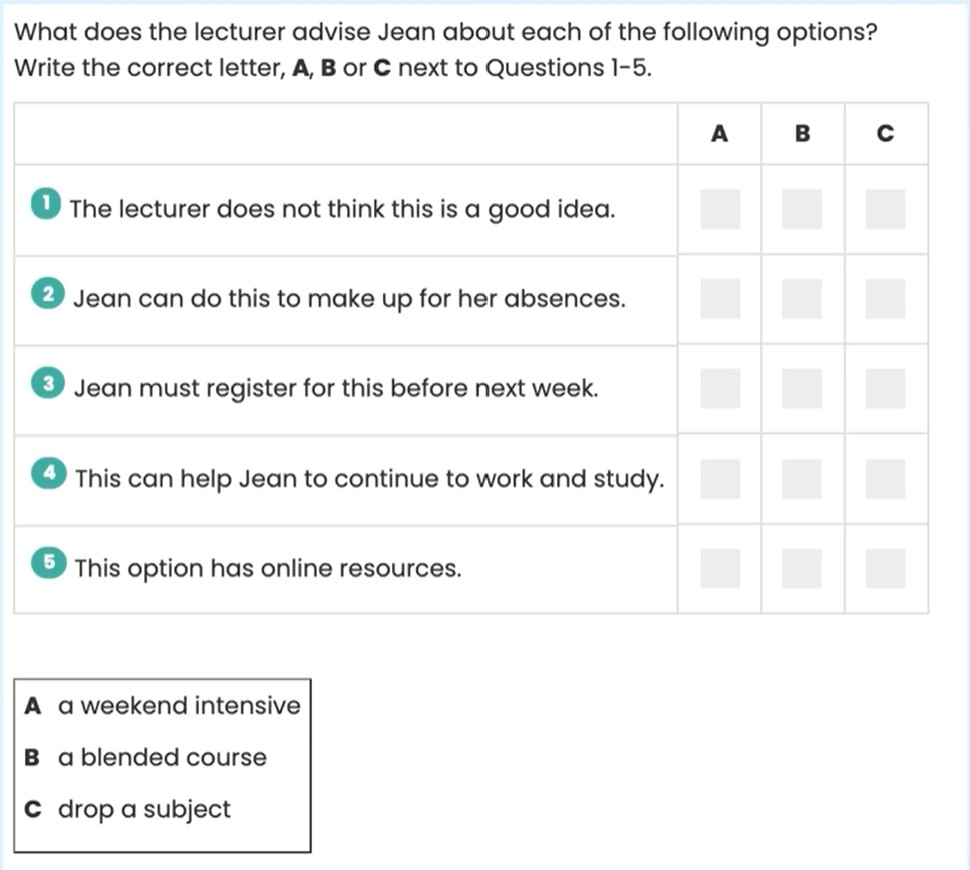 What does the lecturer advise Jean about each of the following options?
Write the correct letter, A, B or C next to Questions 1-5.
A B C
1 The lecturer does not think this is a good idea.
2 Jean can do this to make up for her absences.
3 Jean must register for this before next week.
4 This can help Jean to continue to work and study.
5 This option has online resources.
A a weekend intensive
B a blended course
C drop a subject